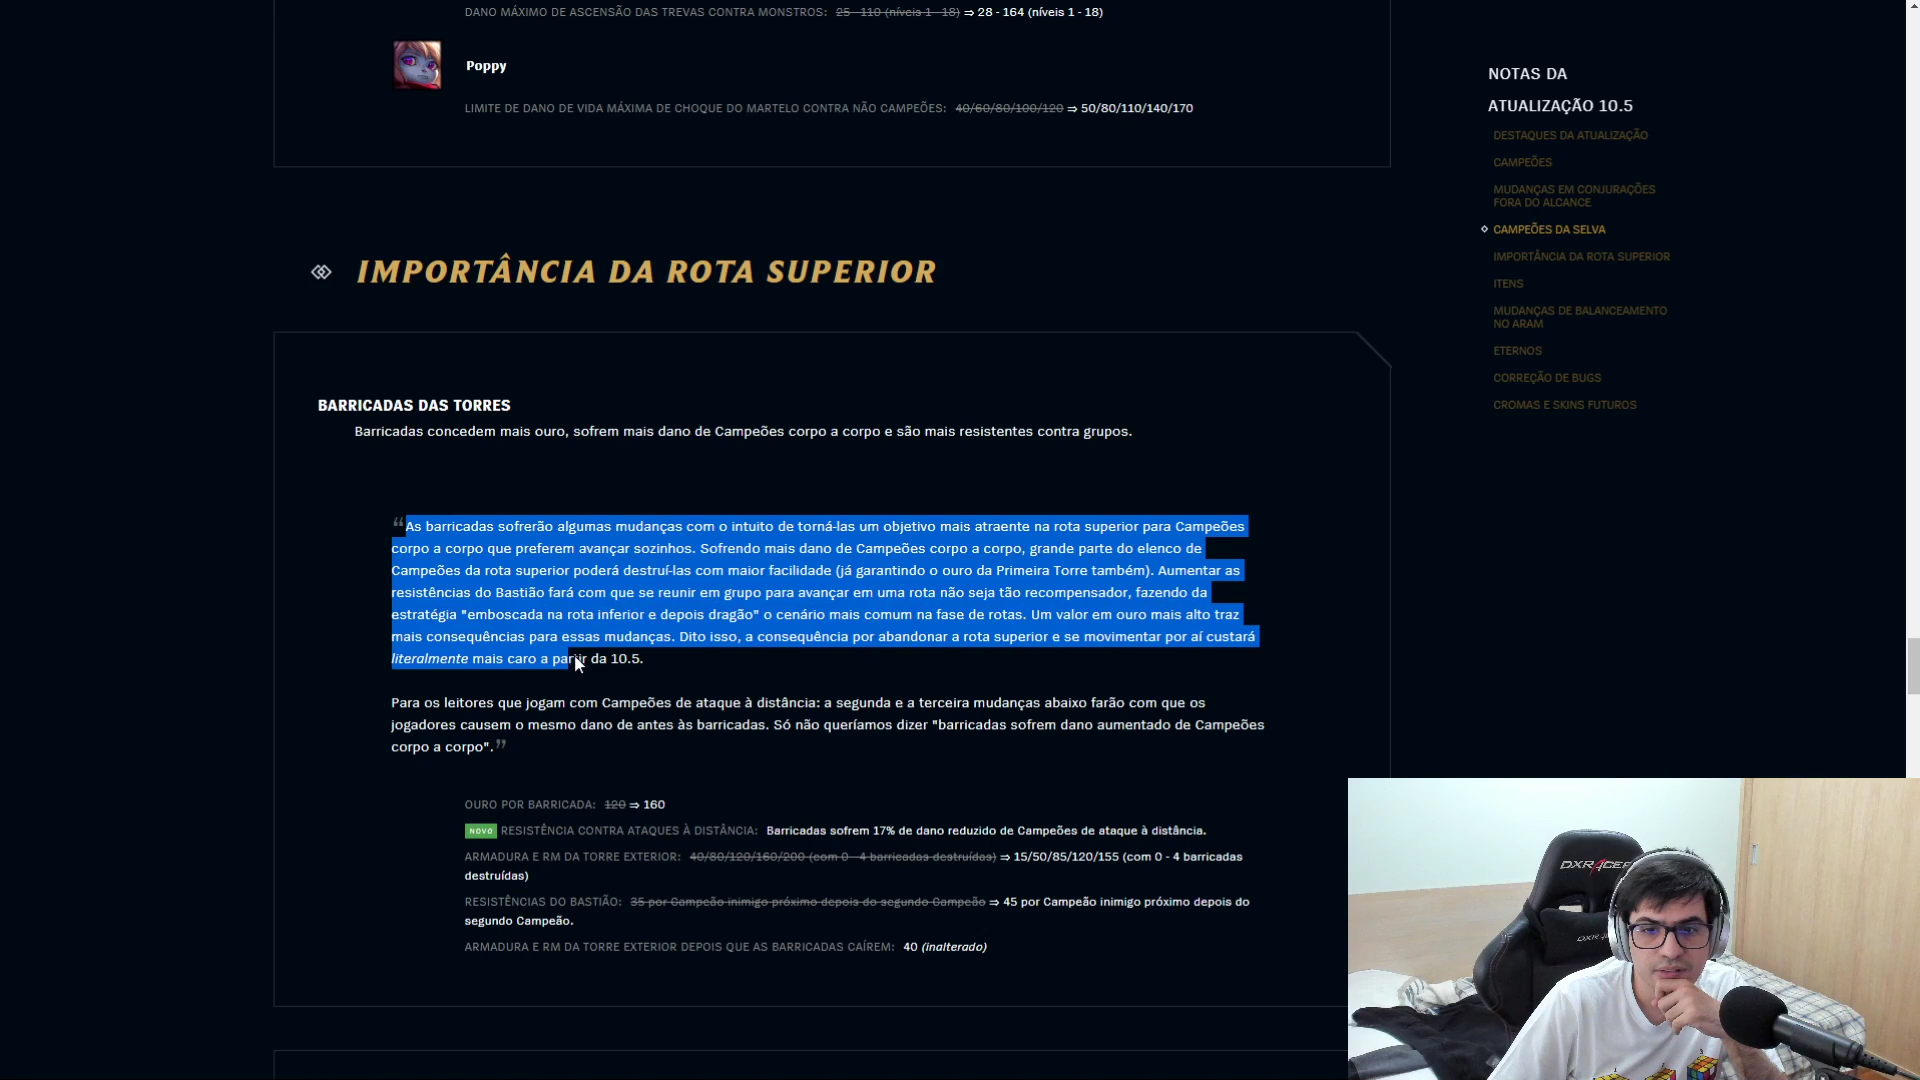 DANO MÁXIMO DE ASCENSÃO DAS TREVAS CONTRA MONSTROS: 25 - 110 (níveis 1 - 18) ⇒ 28 - 164 (níveis 1 - 18)
Poppy
LIMITE DE DANO DE VIDA MÁXIMA DE CHOQUE DO MARTELO CONTRA NÃO CAMPEÕES: 40/60/80/100/120 ⇒ 50/80/110/140/170
IMPORTÂNCIA DA ROTA SUPERIOR
BARRICADAS DAS TORRES
Barricadas concedem mais ouro, sofrem mais dano de Campeões corpo a corpo e são mais resistentes contra grupos.
“As barricadas sofrerão algumas mudanças com o intuito de torná-las um objetivo mais atraente na rota superior para Campeões
corpo a corpo que preferem avançar sozinhos. Sofrendo mais dano de Campeões corpo a corpo, grande parte do elenco de
Campeões da rota superior poderá destruí-las com maior facilidade (já garantindo o ouro da Primeira Torre também). Aumentar as
resistências do Bastião fará com que se reunir em grupo para avançar em uma rota não seja tão recompensador, fazendo da
estratégia "emboscada na rota inferior e depois dragão" o cenário mais comum na fase de rotas. Um valor em ouro mais alto traz
mais consequências para essas mudanças. Dito isso, a consequência por abandonar a rota superior e se movimentar por aí custará
literalmente mais caro a partir da 10.5.
Para os leitores que jogam com Campeões de ataque à distância: a segunda e a terceira mudanças abaixo farão com que os
jogadores causem o mesmo dano de antes às barricadas. Só não queríamos dizer "barricadas sofrem dano aumentado de Campeões
corpo a corpo".”
OURO POR BARRICADA: 120 ⇒ 160
NOVO RESISTÊNCIA CONTRA ATAQUES À DISTÂNCIA: Barricadas sofrem 17% de dano reduzido de Campeões de ataque à distância.
ARMADURA E RM DA TORRE EXTERIOR: 40/80/120/160/200 (com 0 - 4 barricadas destruídas) ⇒ 15/50/85/120/155 (com 0 - 4 barricadas
destruídas)
RESISTÊNCIAS DO BASTIÃO: 35 por Campeão inimigo próximo depois do segundo Campeão ⇒ 45 por Campeão inimigo próximo depois do
segundo Campeão.
ARMADURA E RM DA TORRE EXTERIOR DEPOIS QUE AS BARRICADAS CAÍREM: 40 (inalterado)
NOTAS DA
ATUALIZAÇÃO 10.5
DESTAQUES DA ATUALIZAÇÃO
CAMPEÕES
MUDANÇAS EM CONJURAÇÕES
FORA DO ALCANCE
CAMPEÕES DA SELVA
IMPORTÂNCIA DA ROTA SUPERIOR
ITENS
MUDANÇAS DE BALANCEAMENTO
NO ARAM
ETERNOS
CORREÇÃO DE BUGS
CROMAS E SKINS FUTUROS
DXRACER